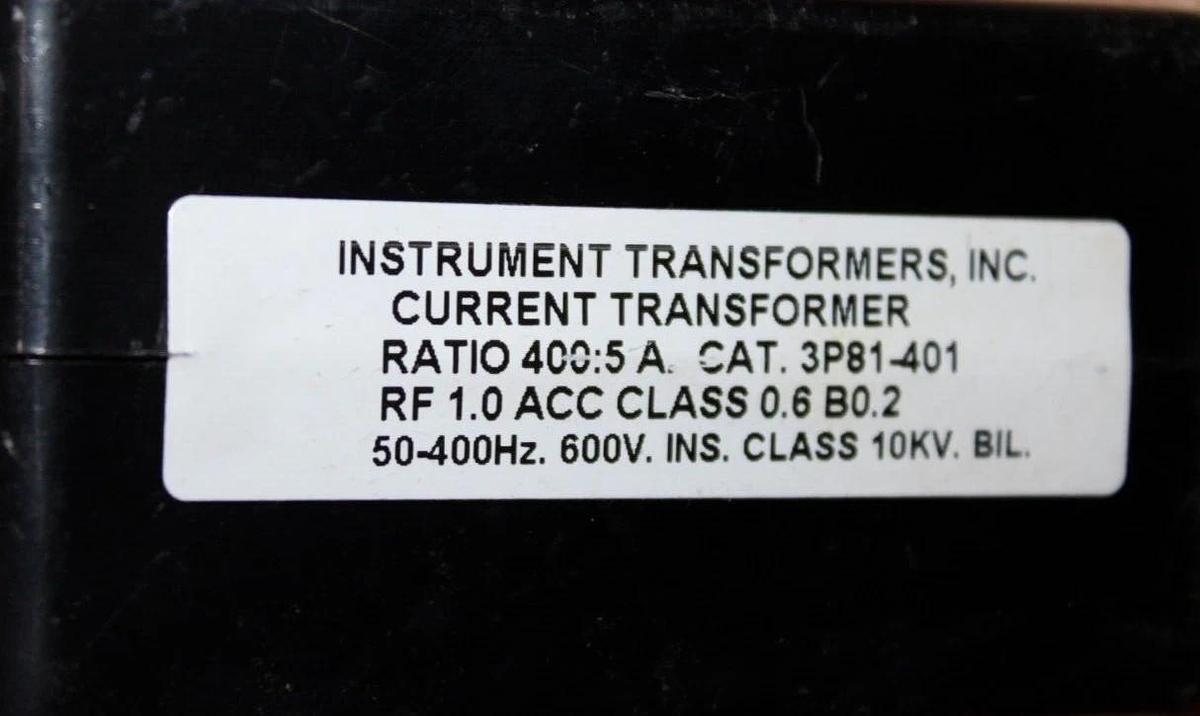 INSTRUMENT TRANSFORMERS, INC.
CURRENT TRANSFORMER
RATIO 400:5 A. CAT. 3P81-401
RF 1.0 ACC CLASS 0.6 B0.2
50-400Hz. 600V. INS. CLASS 10KV. BIL.